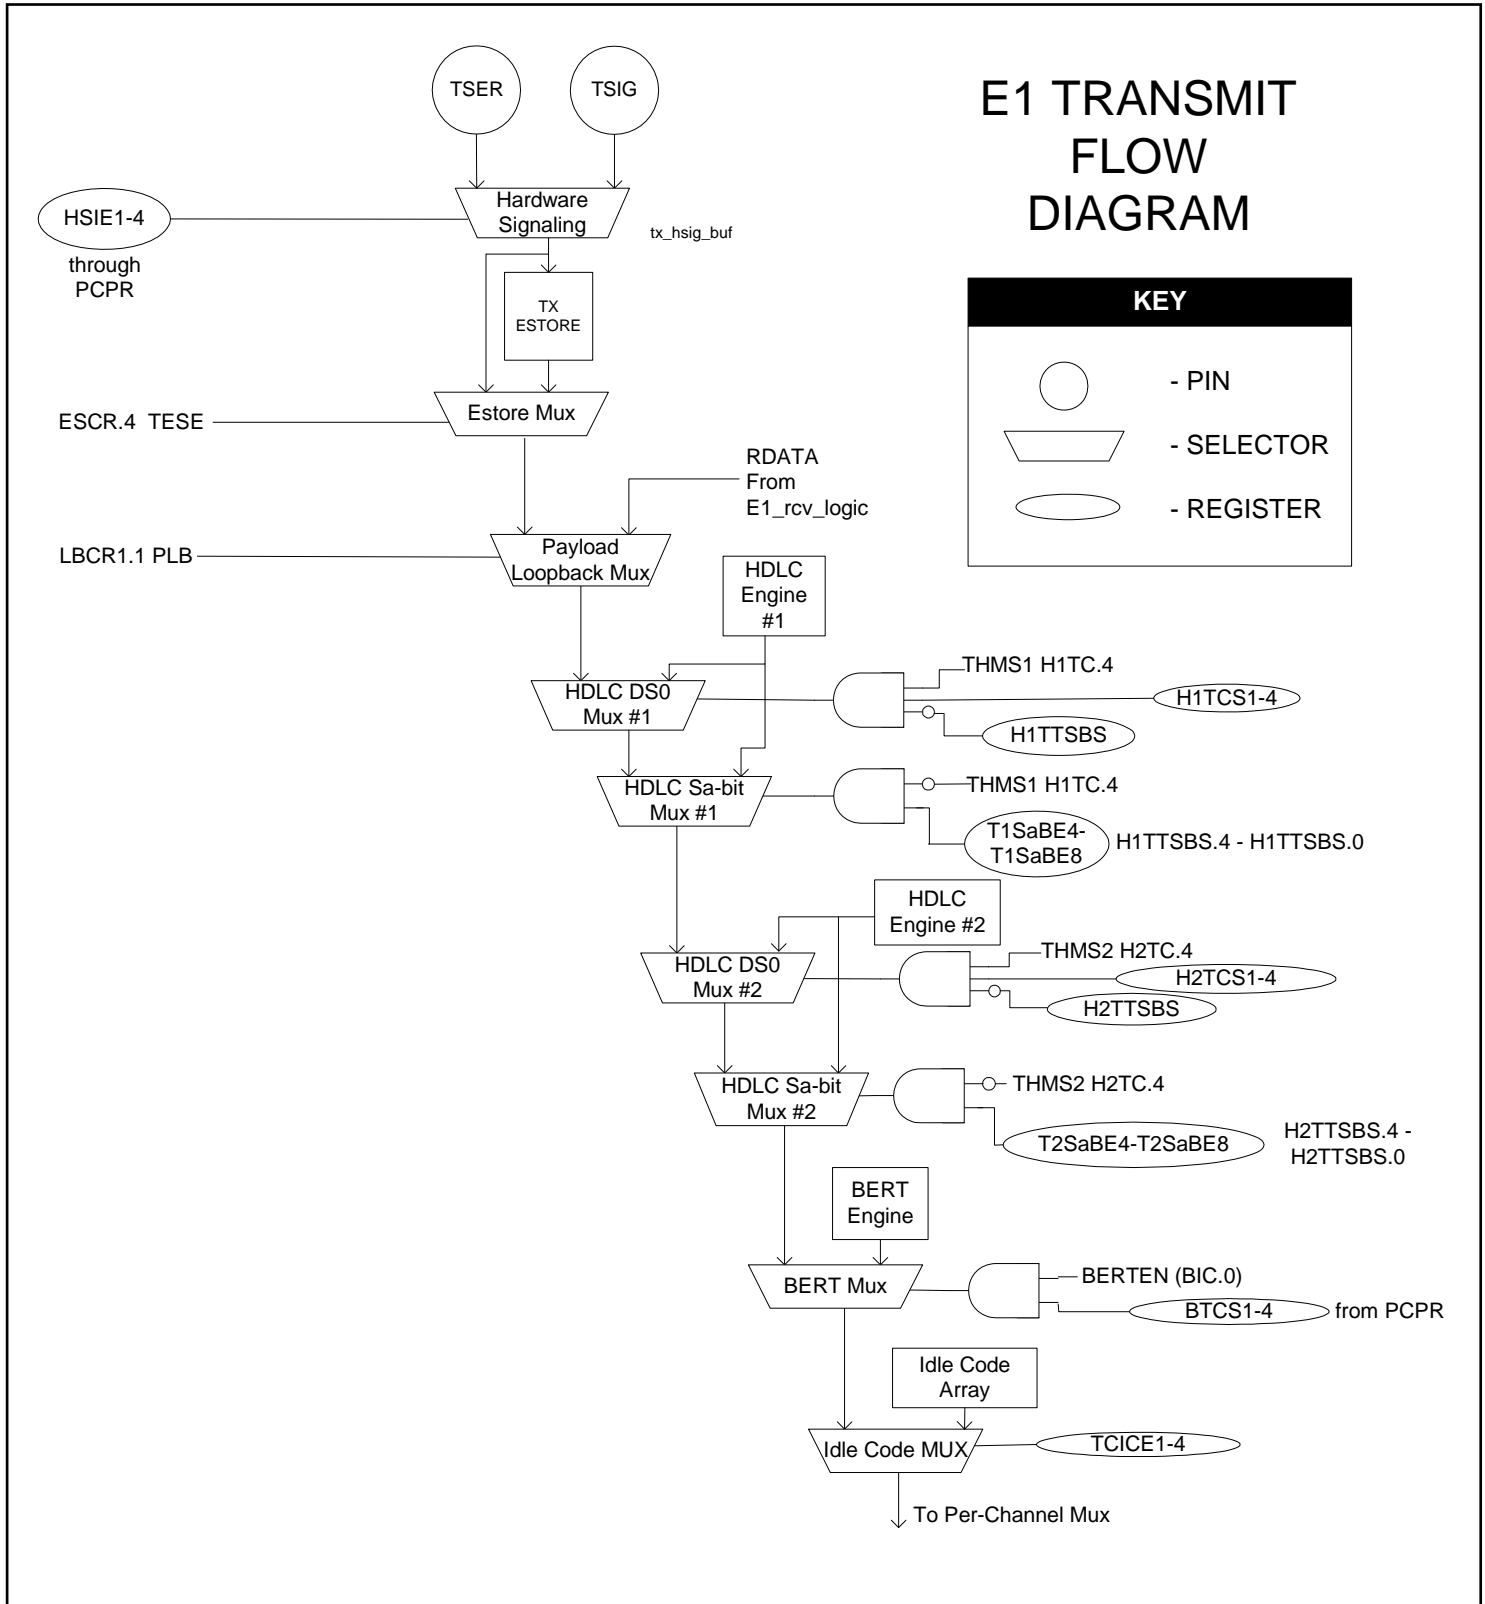 TSER
TSIG
E1 TRANSMIT
FLOW
DIAGRAM
HSIE1-4
through
PCPR
Hardware
Signaling
tx_hsig_buf
TX
ESTORE
KEY
- PIN
- SELECTOR
- REGISTER
ESCR.4 TESE
Estore Mux
RDATA
From
E1_rcv_logic
LBCR1.1 PLB
Payload
Loopback Mux
HDLC
Engine
#1
HDLC DS0
Mux #1
THMS1 H1TC.4
H1TCS1-4
H1TTSBS
HDLC Sa-bit
Mux #1
THMS1 H1TC.4
T1SaBE4-
T1SaBE8
H1TTSBS.4 - H1TTSBS.0
HDLC
Engine #2
HDLC DS0
Mux #2
THMS2 H2TC.4
H2TCS1-4
H2TTSBS
HDLC Sa-bit
Mux #2
THMS2 H2TC.4
T2SaBE4-T2SaBE8
H2TTSBS.4 -
H2TTSBS.0
BERT
Engine
BERT Mux
BERTEN (BIC.0)
BTCS1-4
from PCPR
Idle Code
Array
Idle Code MUX
TCICE1-4
To Per-Channel Mux